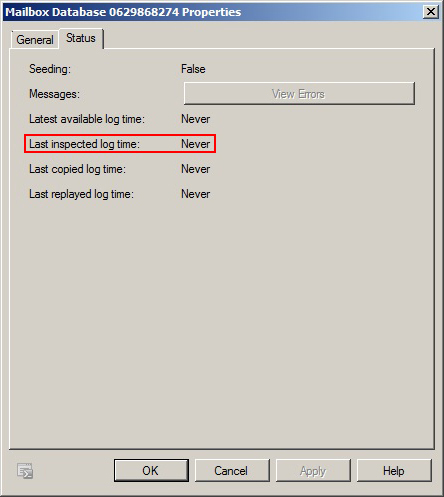 Mailbox Database 0629868274 Properties
General Status
Seeding: False
Messages: View Errors
Latest available log time: Never
Last inspected log time: Never
Last copied log time: Never
Last replayed log time: Never
OK Cancel Apply Help